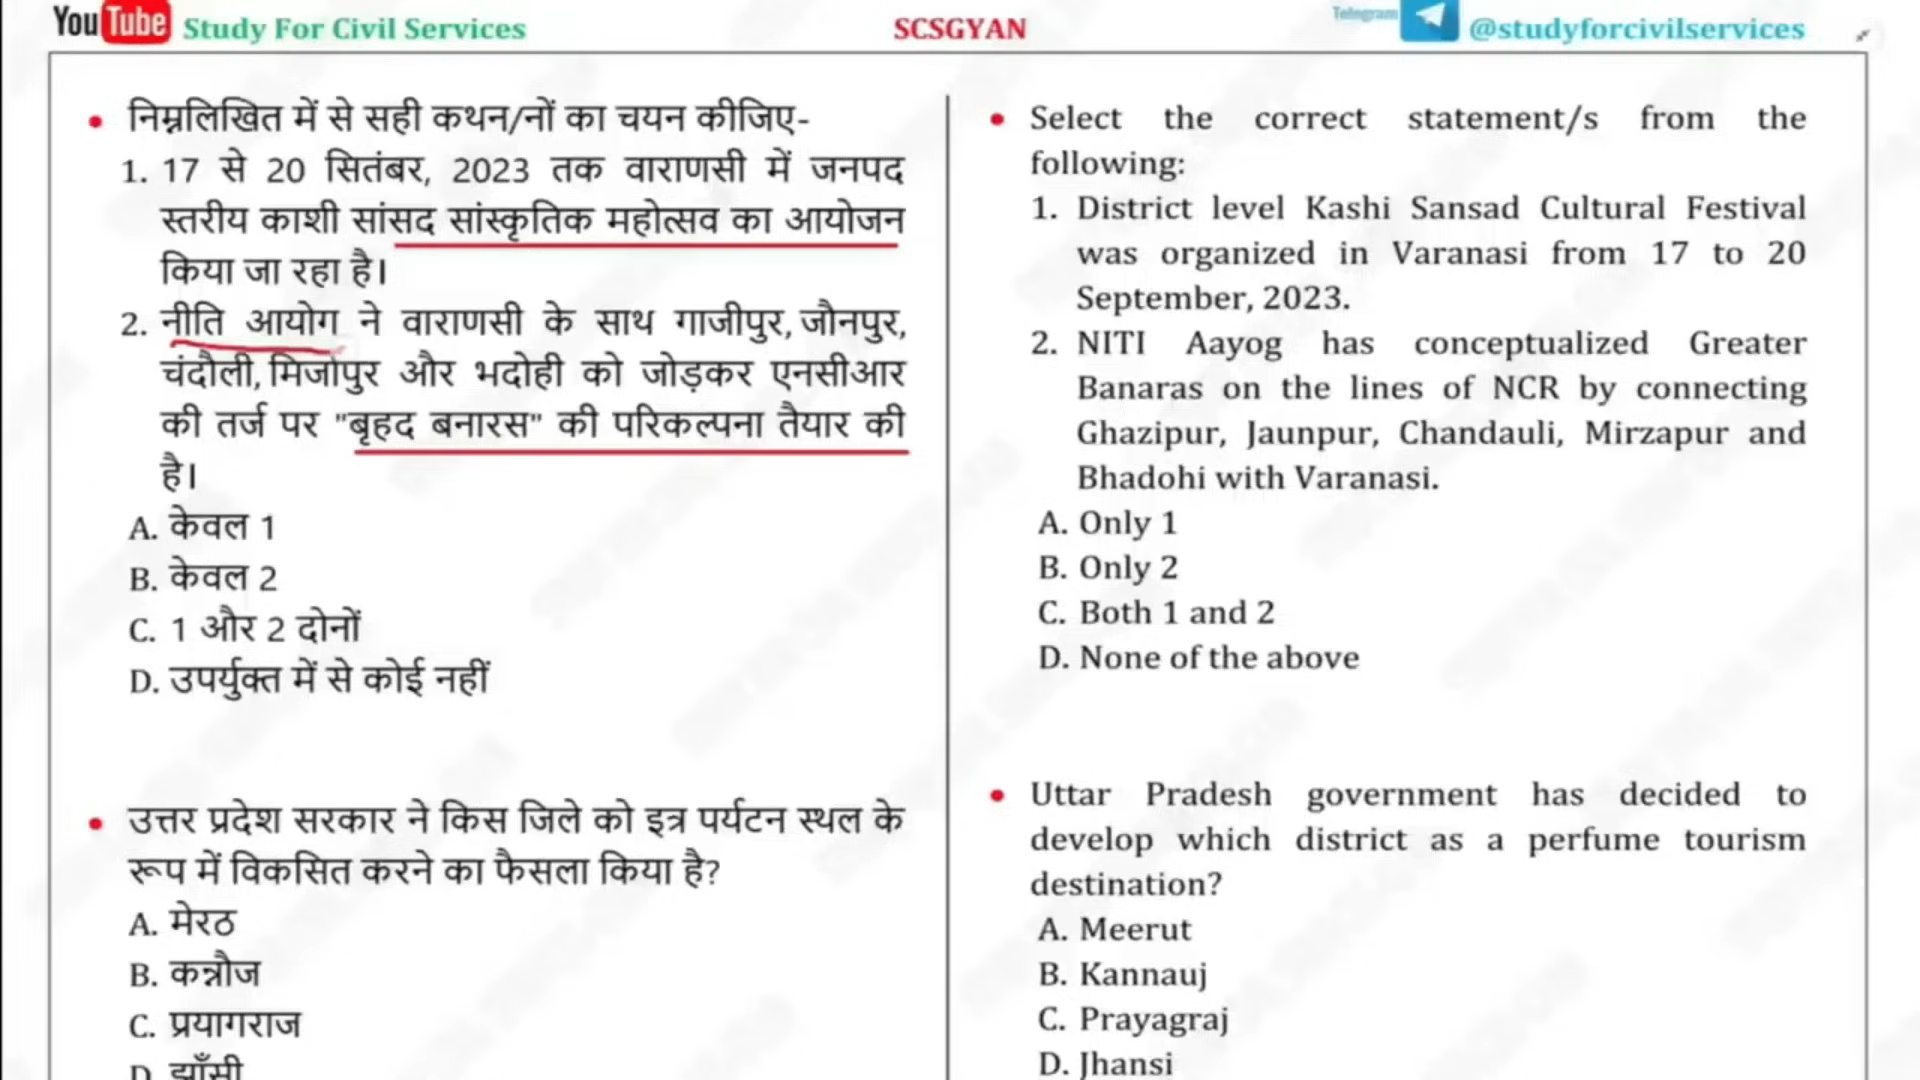 YouTube Study For Civil Services
SCSGYAN
Telegram @studyforcivilservices
• निम्नलिखित में से सही कथन/नों का चयन कीजिए-
1. 17 से 20 सितंबर, 2023 तक वाराणसी में जनपद
स्तरीय काशी सांसद सांस्कृतिक महोत्सव का आयोजन
किया जा रहा है।
2. नीति आयोग ने वाराणसी के साथ गाजीपुर, जौनपुर,
चंदौली, मिर्जापुर और भदोही को जोड़कर एनसीआर
की तर्ज पर "बृहद बनारस" की परिकल्पना तैयार की
है।
A. केवल 1
B. केवल 2
C. 1 और 2 दोनों
D. उपर्युक्त में से कोई नहीं
• उत्तर प्रदेश सरकार ने किस जिले को इत्र पर्यटन स्थल के
रूप में विकसित करने का फैसला किया है?
A. मेरठ
B. कन्नौज
C. प्रयागराज
D. झाँसी
• Select the correct statement/s from the
following:
1. District level Kashi Sansad Cultural Festival
was organized in Varanasi from 17 to 20
September, 2023.
2. NITI Aayog has conceptualized Greater
Banaras on the lines of NCR by connecting
Ghazipur, Jaunpur, Chandauli, Mirzapur and
Bhadohi with Varanasi.
A. Only 1
B. Only 2
C. Both 1 and 2
D. None of the above
• Uttar Pradesh government has decided to
develop which district as a perfume tourism
destination?
A. Meerut
B. Kannauj
C. Prayagraj
D. Jhansi